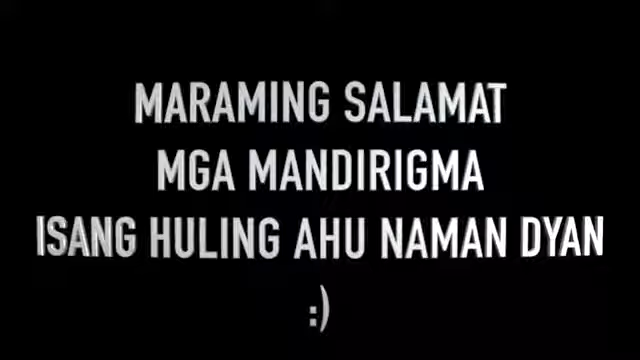 MARAMING SALAMAT
MGA MANDIRIGMA
ISANG HULING AHU NAMAN DYAN
:)